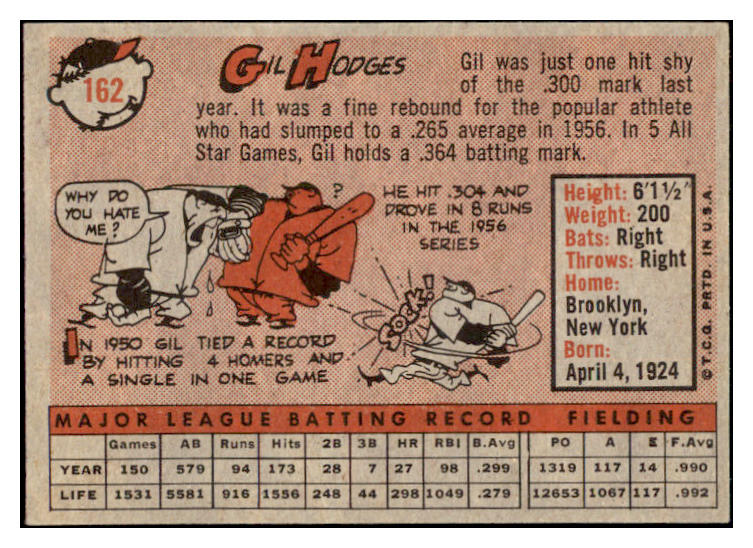 162
GIL HODGES
Gil was just one hit shy
of the .300 mark last
year. It was a fine rebound for the popular athlete
who had slumped to a .265 average in 1956. In 5 All
Star Games, Gil holds a .364 batting mark.
WHY DO
YOU HATE
ME?
?
HE HIT .304 AND
DROVE IN 8 RUNS
IN THE 1956
SERIES
SOCK!
IN 1950 GIL TIED A RECORD
BY HITTING 4 HOMERS AND
A SINGLE IN ONE GAME
Height: 6'1½"
Weight: 200
Bats: Right
Throws: Right
Home:
Brooklyn,
New York
Born:
April 4, 1924
© T.C.G. PRTD. IN U.S.A.
MAJOR LEAGUE BATTING RECORD FIELDING
Games AB Runs Hits 2B 3B HR RBI B.Avg PO A E F.Avg
YEAR 150 579 94 173 28 7 27 98 .299 1319 117 14 .990
LIFE 1531 5581 916 1556 248 44 298 1049 .279 12653 1067 117 .992